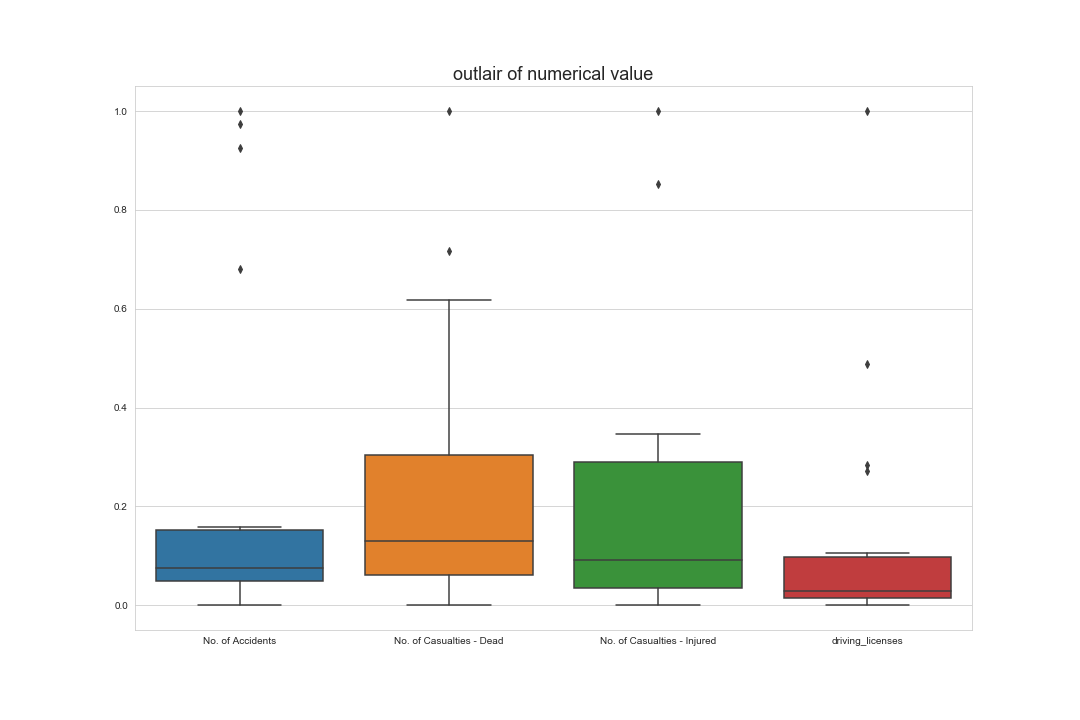 outlair of numerical value
1.0
0.8
0.6
0.4
0.2
0.0
No. of Accidents
No. of Casualties - Dead
No. of Casualties - Injured
driving_licenses